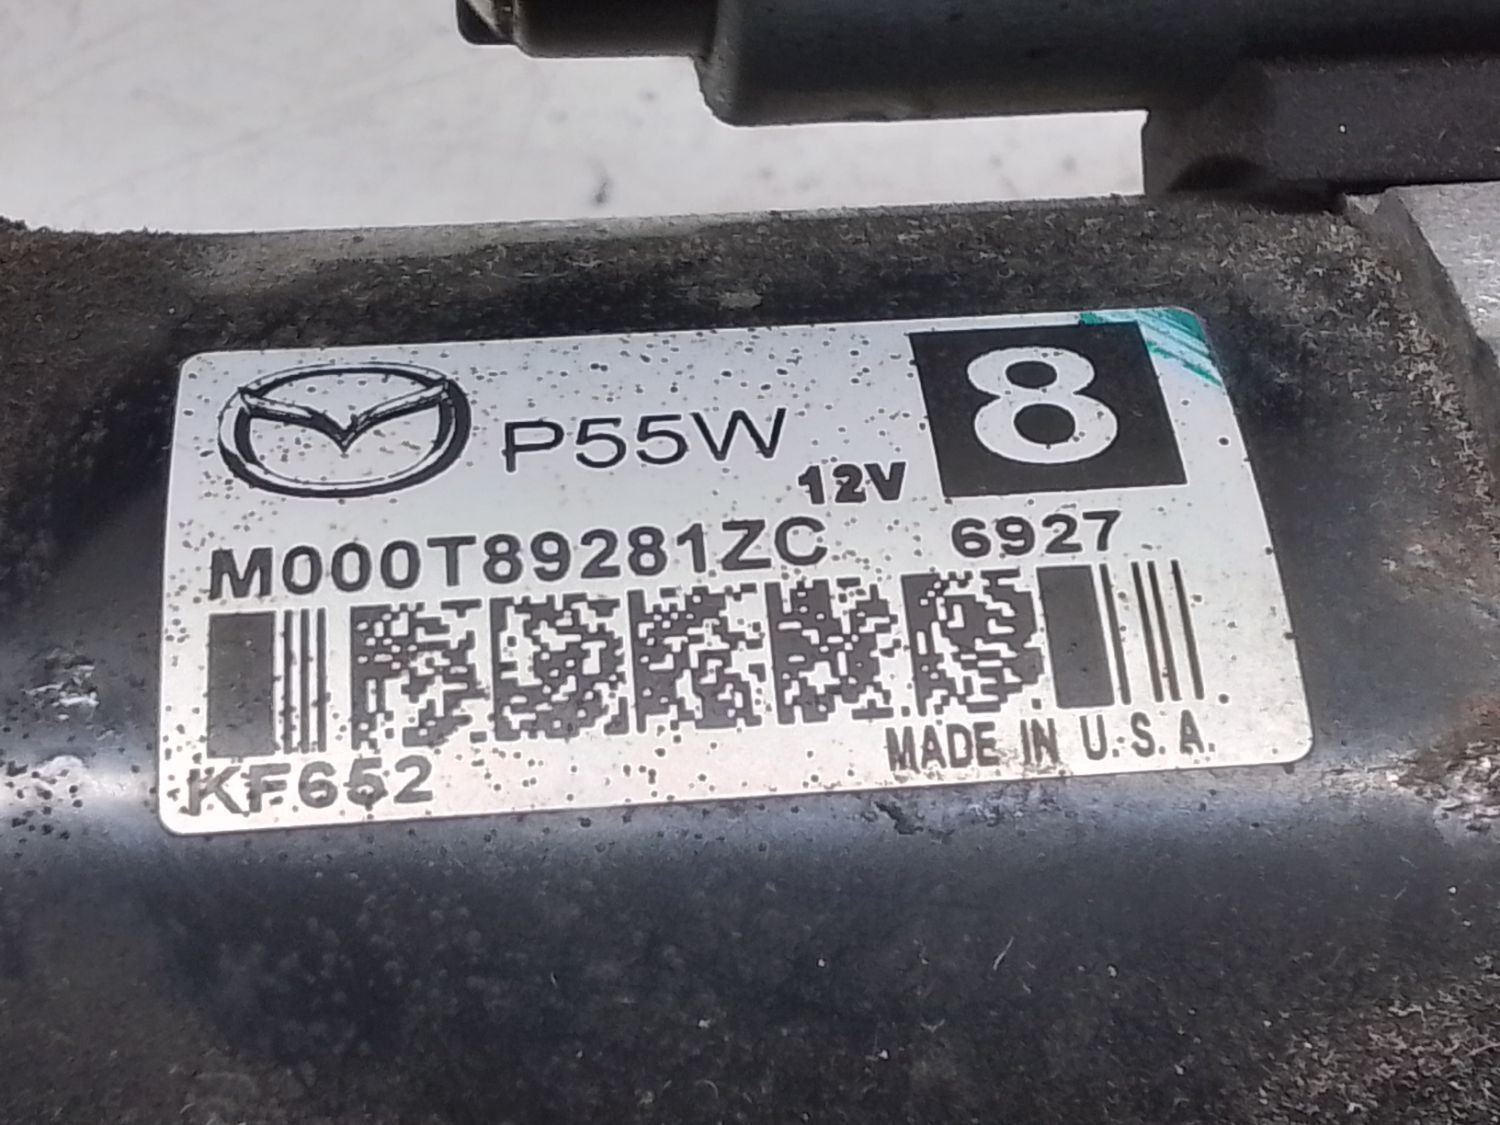 P55W
8
12V
M000T89281ZC 6927
MADE IN U.S.A.
KF652